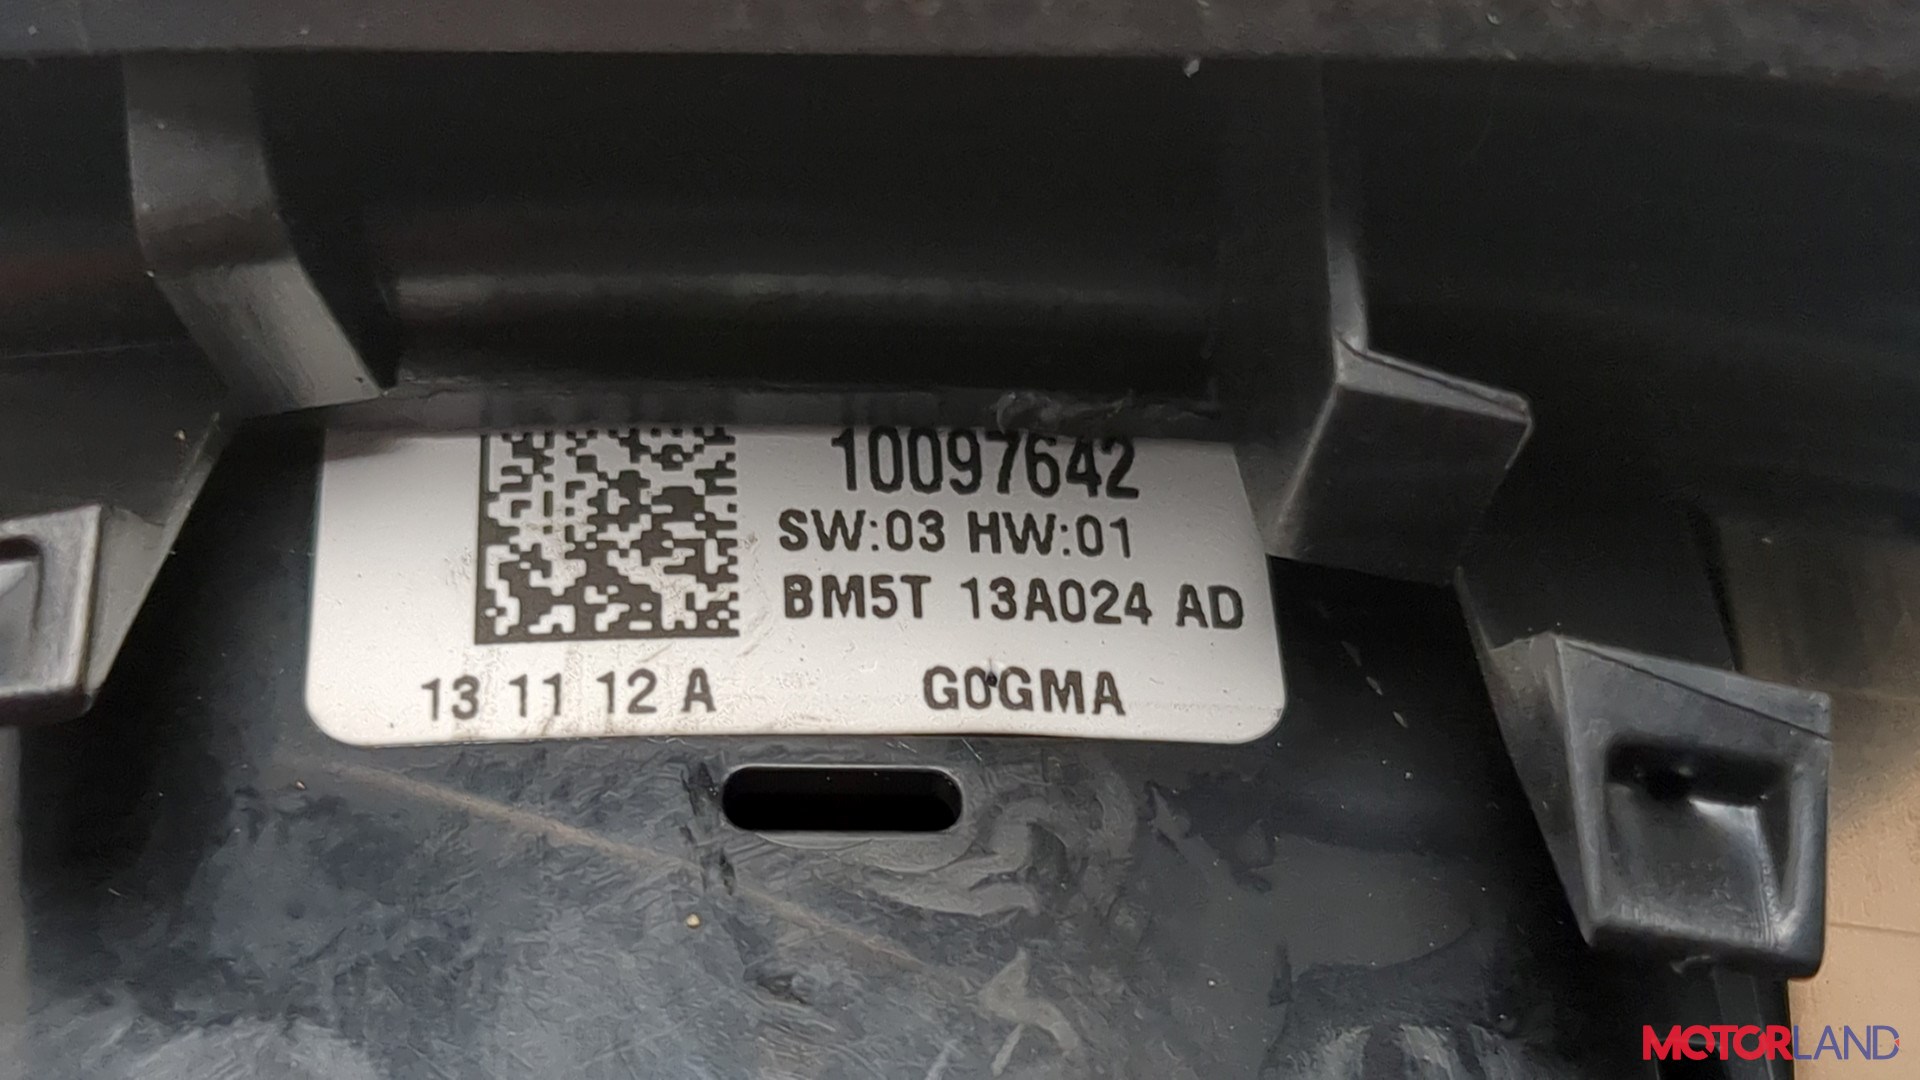 10097642
SW:03 HW:01
BM5T 13A024 AD
13 11 12 A
G0GMA
MOTORLAND